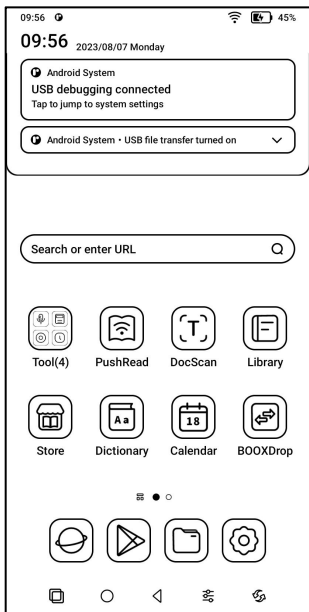 09:56
45%
09:56 2023/08/07 Monday
Android System
USB debugging connected
Tap to jump to system settings
Android System • USB file transfer turned on
Search or enter URL
T
Tool(4) PushRead DocScan Library
Aa
18
Store Dictionary Calendar BOOXDrop